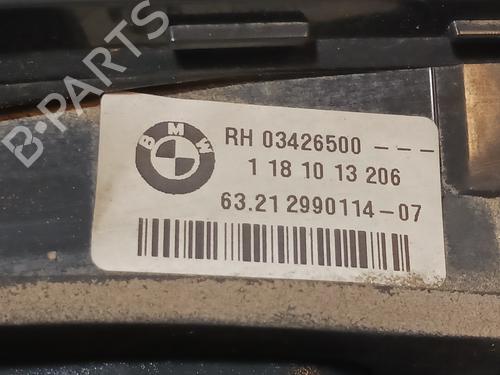 B-PARTS
BMW
RH 03426500 ---
1 18 10 13 206
63.21 2990114-07